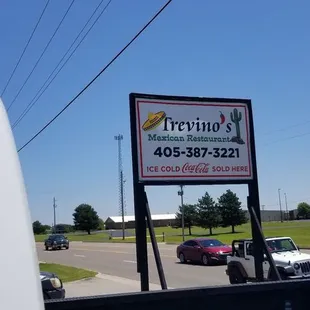 Trevino's
Mexican Restaurant
405-387-3221
ICE COLD Coca-Cola SOLD HERE